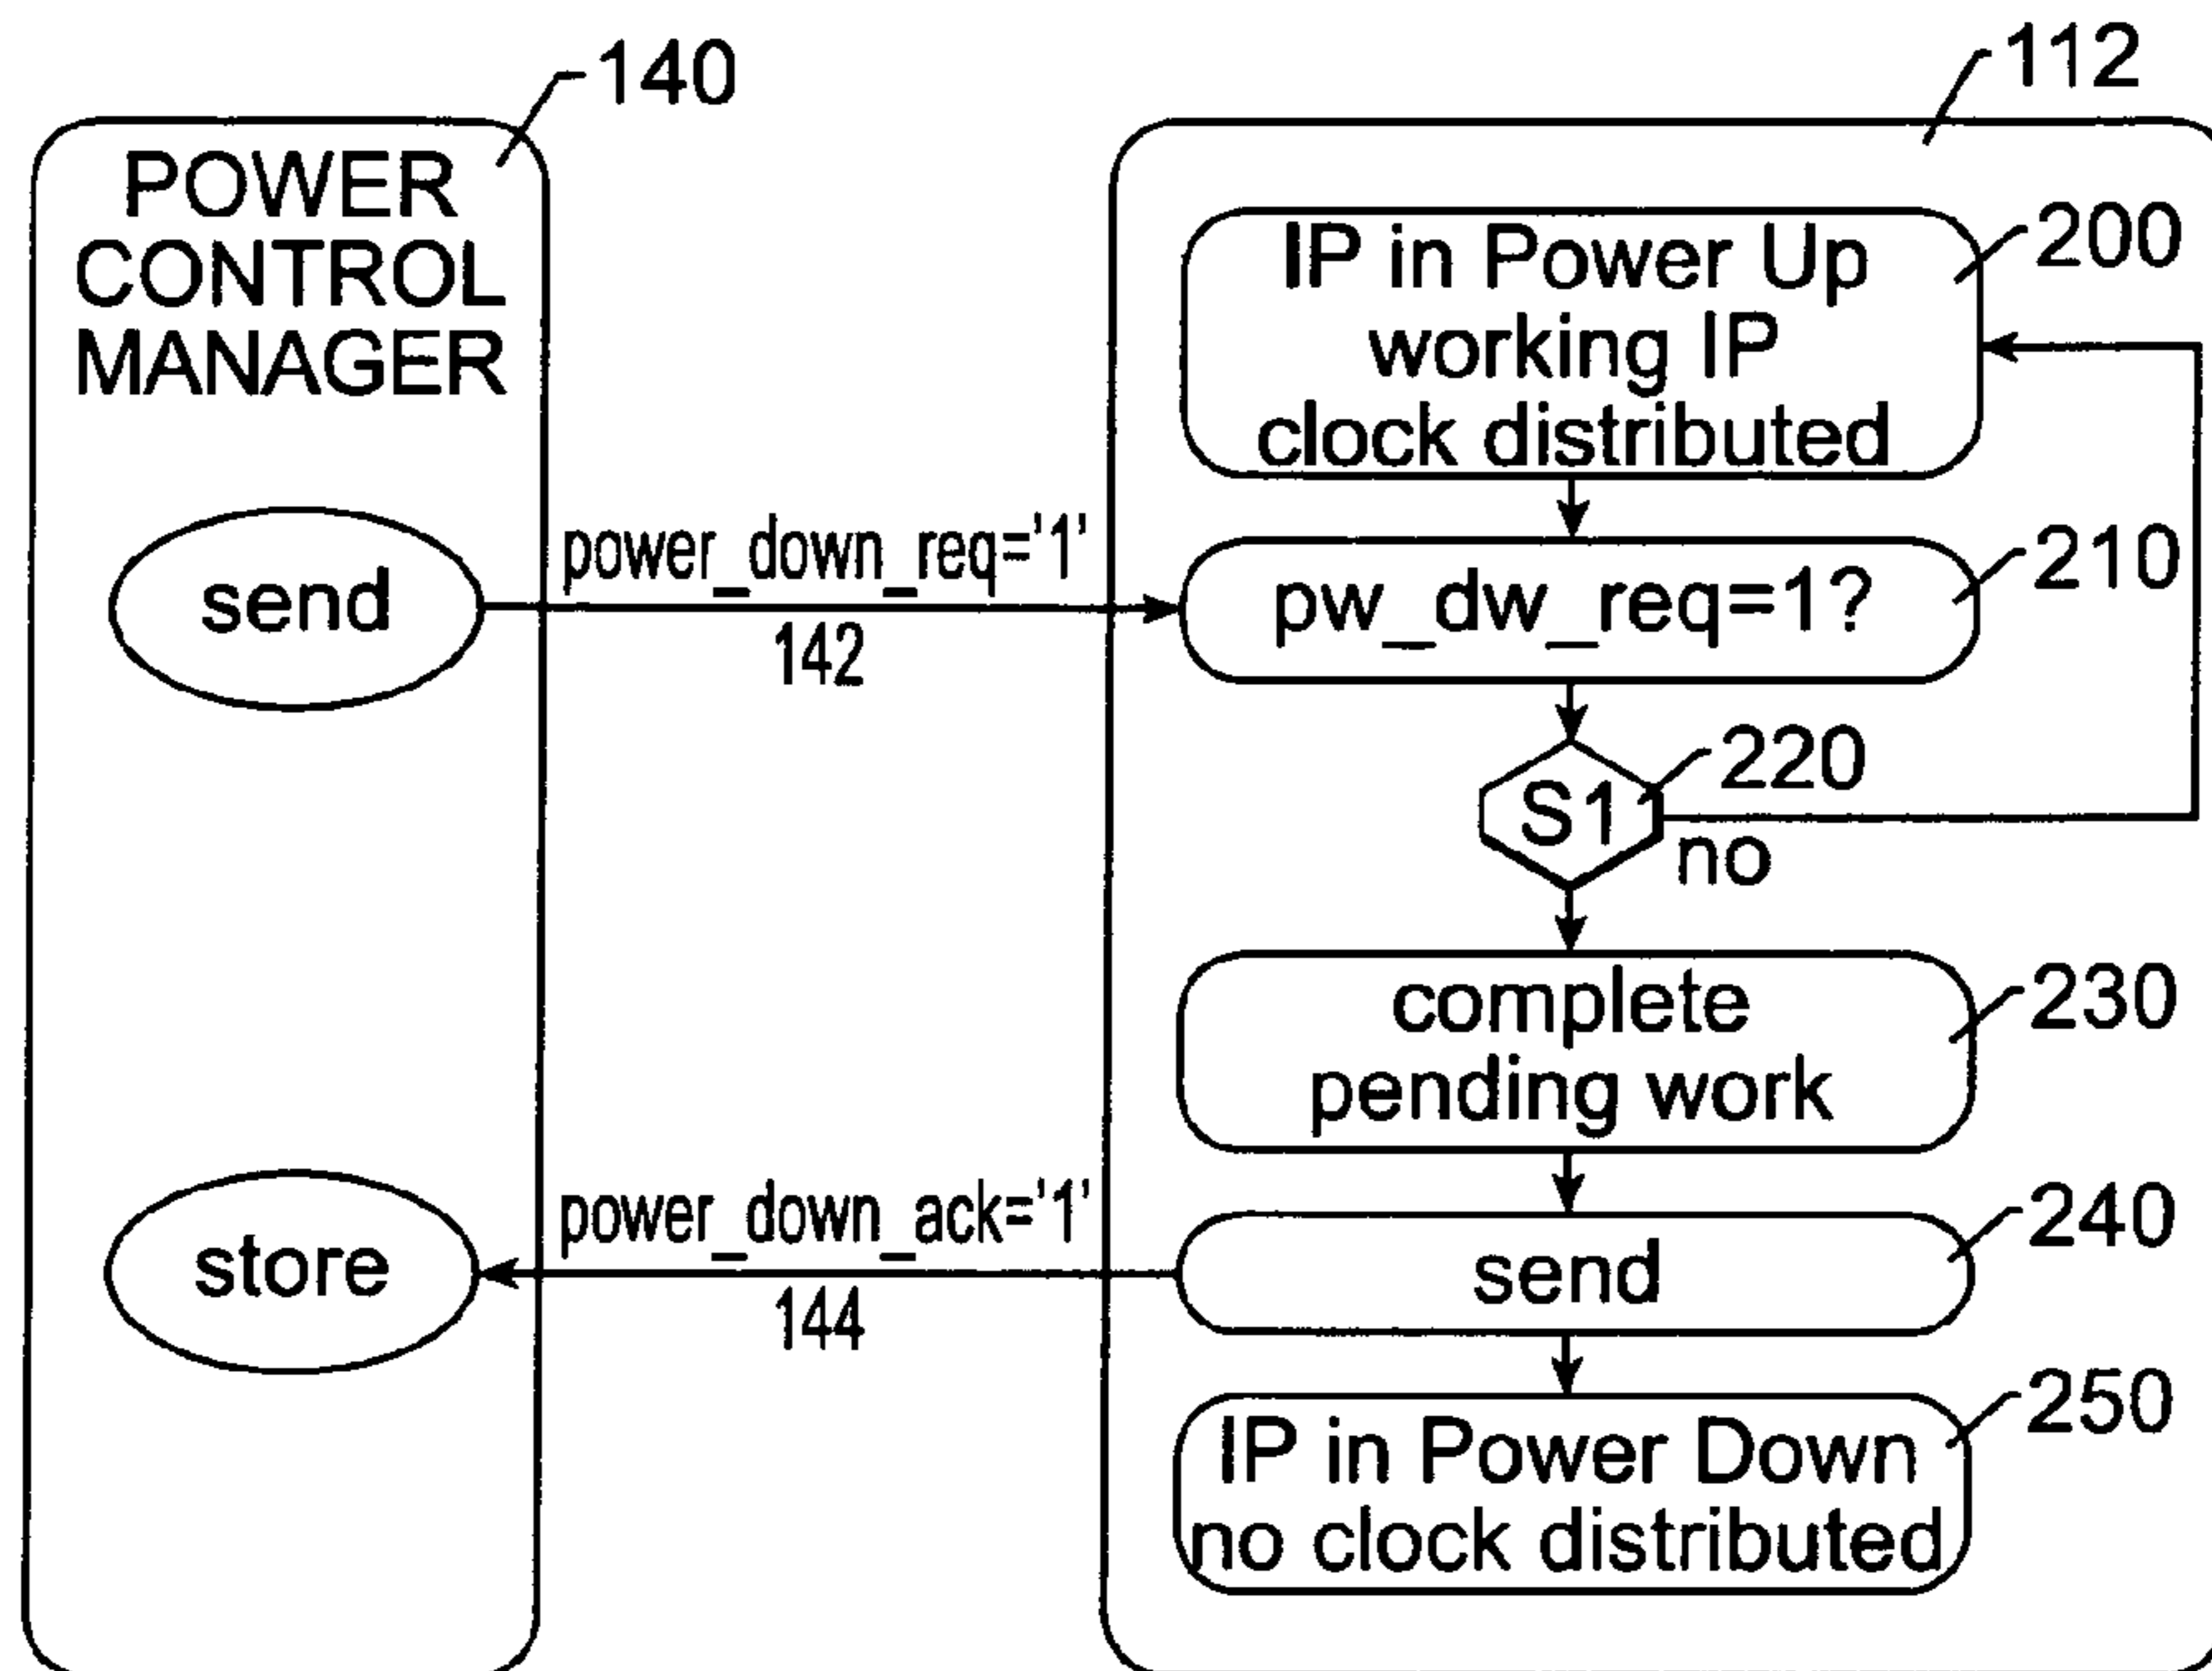 140
POWER
CONTROL
MANAGER
send
power_down_req='1'
142
store
power_down_ack='1'
144
112
IP in Power Up
working IP
clock distributed
200
pw_dw_req=1?
210
S1
220
no
complete
pending work
230
send
240
IP in Power Down
no clock distributed
250